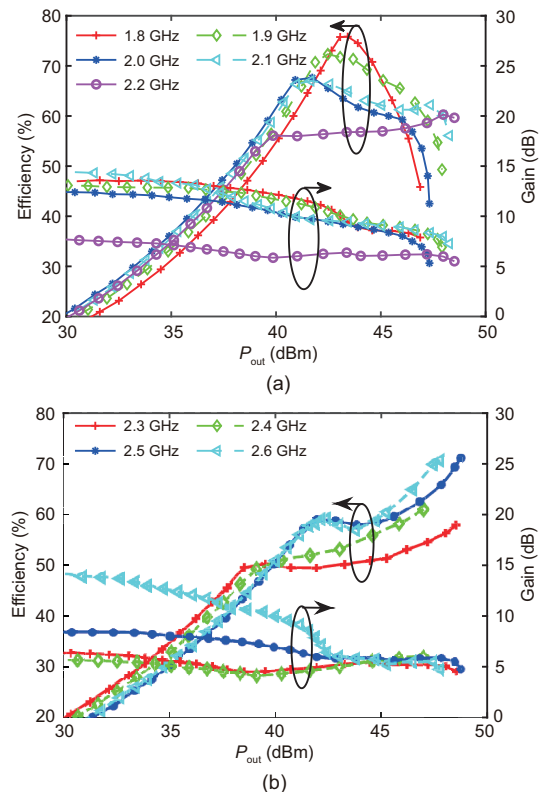 (a)
80
70
60
50
40
30
20
Efficiency (%)
1.8 GHz 1.9 GHz
2.0 GHz 2.1 GHz
2.2 GHz
30
25
20
15
10
5
0
Gain (dB)
30 35 40 45 50
Pout (dBm)
(a)
80
70
60
50
40
30
20
Efficiency (%)
2.3 GHz 2.4 GHz
2.5 GHz 2.6 GHz
30
25
20
15
10
5
0
Gain (dB)
30 35 40 45 50
Pout (dBm)
(b)